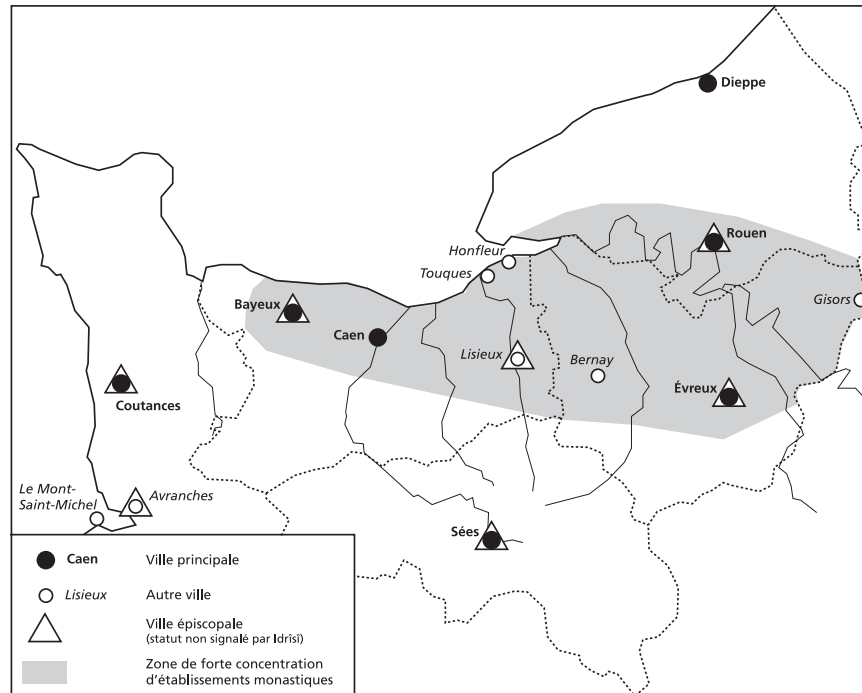 Dieppe
Rouen
Honfleur
Touques
Gisors
Bayeux
Caen
Lisieux
Bernay
Évreux
Coutances
Le Mont-
Saint-Michel
Avranches
Sées
Caen Ville principale
Lisieux Autre ville
Ville épiscopale
(statut non signalé par Idrîsî)
Zone de forte concentration
d'établissements monastiques